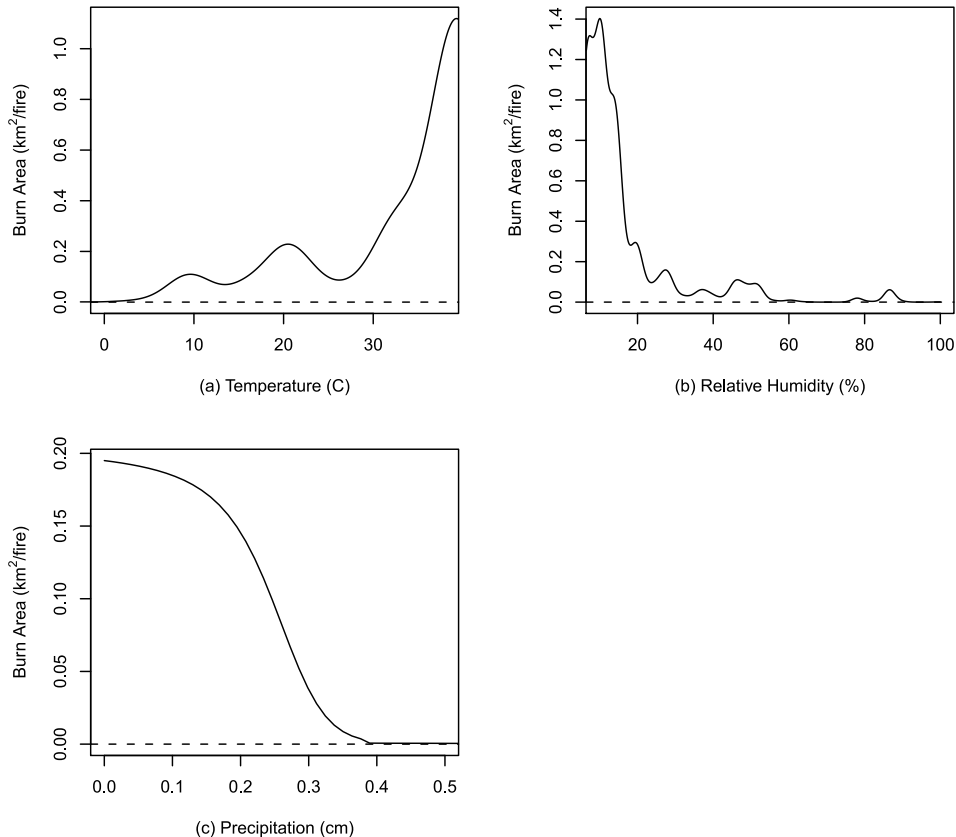 Burn Area (km²/fire)
0.0 0.2 0.4 0.6 0.8 1.0
0 10 20 30
(a) Temperature (C)
Burn Area (km²/fire)
0.0 0.2 0.4 0.6 0.8 1.0 1.2 1.4
20 40 60 80 100
(b) Relative Humidity (%)
Burn Area (km²/fire)
0.00 0.05 0.10 0.15 0.20
0.0 0.1 0.2 0.3 0.4 0.5
(c) Precipitation (cm)